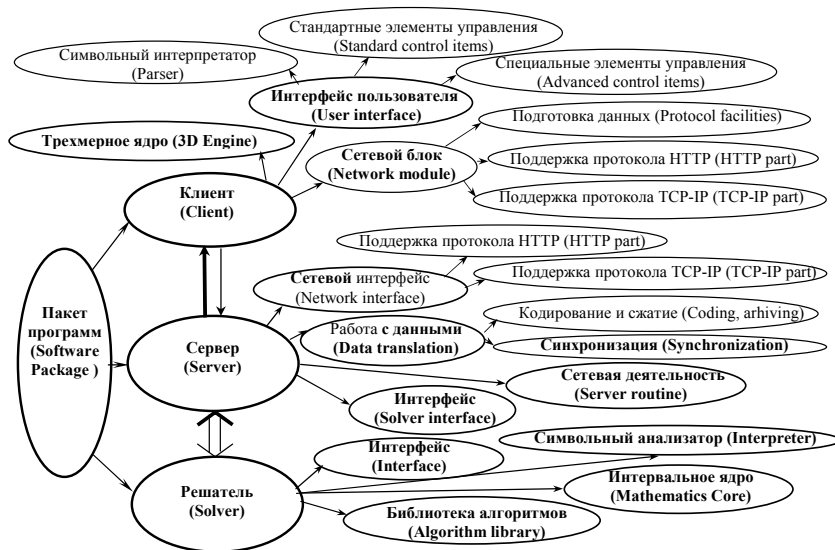 Стандартные элементы управления
(Standard control items)
Символьный интерпретатор
(Parser)
Специальные элементы управления
(Advanced control items)
Интерфейс пользователя
(User interface)
Подготовка данных (Protocol facilities)
Трехмерное ядро (3D Engine)
Сетевой блок
(Network module)
Поддержка протокола HTTP (HTTP part)
Поддержка протокола TCP-IP (TCP-IP part)
Клиент
(Client)
Поддержка протокола HTTP (HTTP part)
Поддержка протокола TCP-IP (TCP-IP part)
Сетевой интерфейс
(Network interface)
Пакет
программ
(Software
Package )
Кодирование и сжатие (Coding, arhiving)
Работа с данными
(Data translation)
Синхронизация (Synchronization)
Сервер
(Server)
Сетевая деятельность
(Server routine)
Интерфейс
(Solver interface)
Символьный анализатор (Interpreter)
Интерфейс
(Interface)
Интервальное ядро
(Mathematics Core)
Решатель
(Solver)
Библиотека алгоритмов
(Algorithm library)